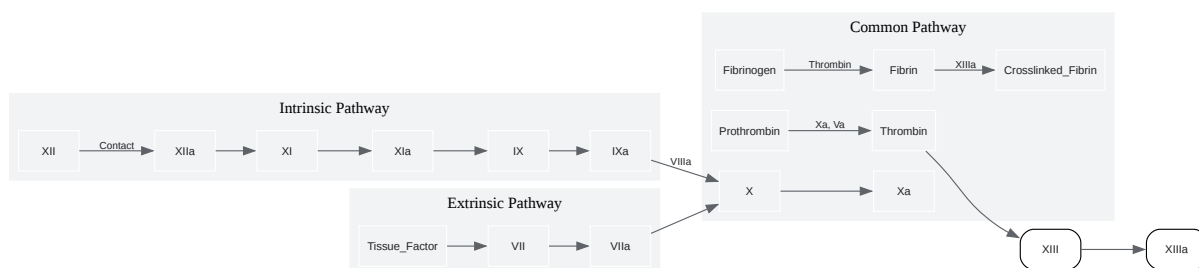 Common Pathway
Fibrinogen
Thrombin
Fibrin
XIIIa
Crosslinked_Fibrin
Intrinsic Pathway
Prothrombin
Xa, Va
Thrombin
XII
Contact
XIIa
XI
XIa
IX
IXa
VIIIa
X
Xa
Extrinsic Pathway
Tissue_Factor
VII
VIIa
XIII
XIIIa